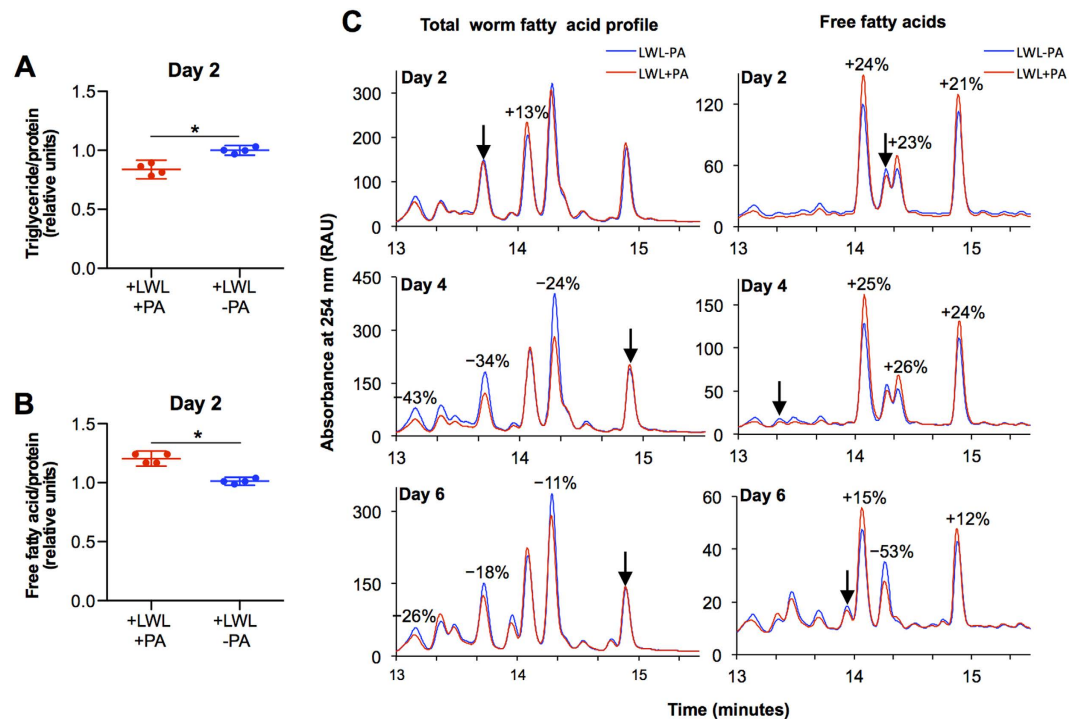 A
Day 2
Triglyceride/protein
(relative units)
1.5
1.0
0.5
0.0
*
+LWL
+PA
+LWL
-PA
B
Day 2
Free fatty acid/protein
(relative units)
1.5
1.0
0.5
0.0
*
+LWL
+PA
+LWL
-PA
C
Total worm fatty acid profile
Free fatty acids
Absorbance at 254 nm (RAU)
LWL-PA
LWL+PA
Day 2
+13%
300
200
100
0
13
14
15
LWL-PA
LWL+PA
Day 2
+24%
+23%
+21%
120
60
0
13
14
15
Day 4
−43%
−34%
−24%
450
300
150
0
13
14
15
Day 4
+25%
+26%
+24%
150
100
50
0
13
14
15
Day 6
−26%
−18%
−11%
300
150
0
13
14
15
Day 6
+15%
−53%
+12%
60
40
20
0
13
14
15
Time (minutes)